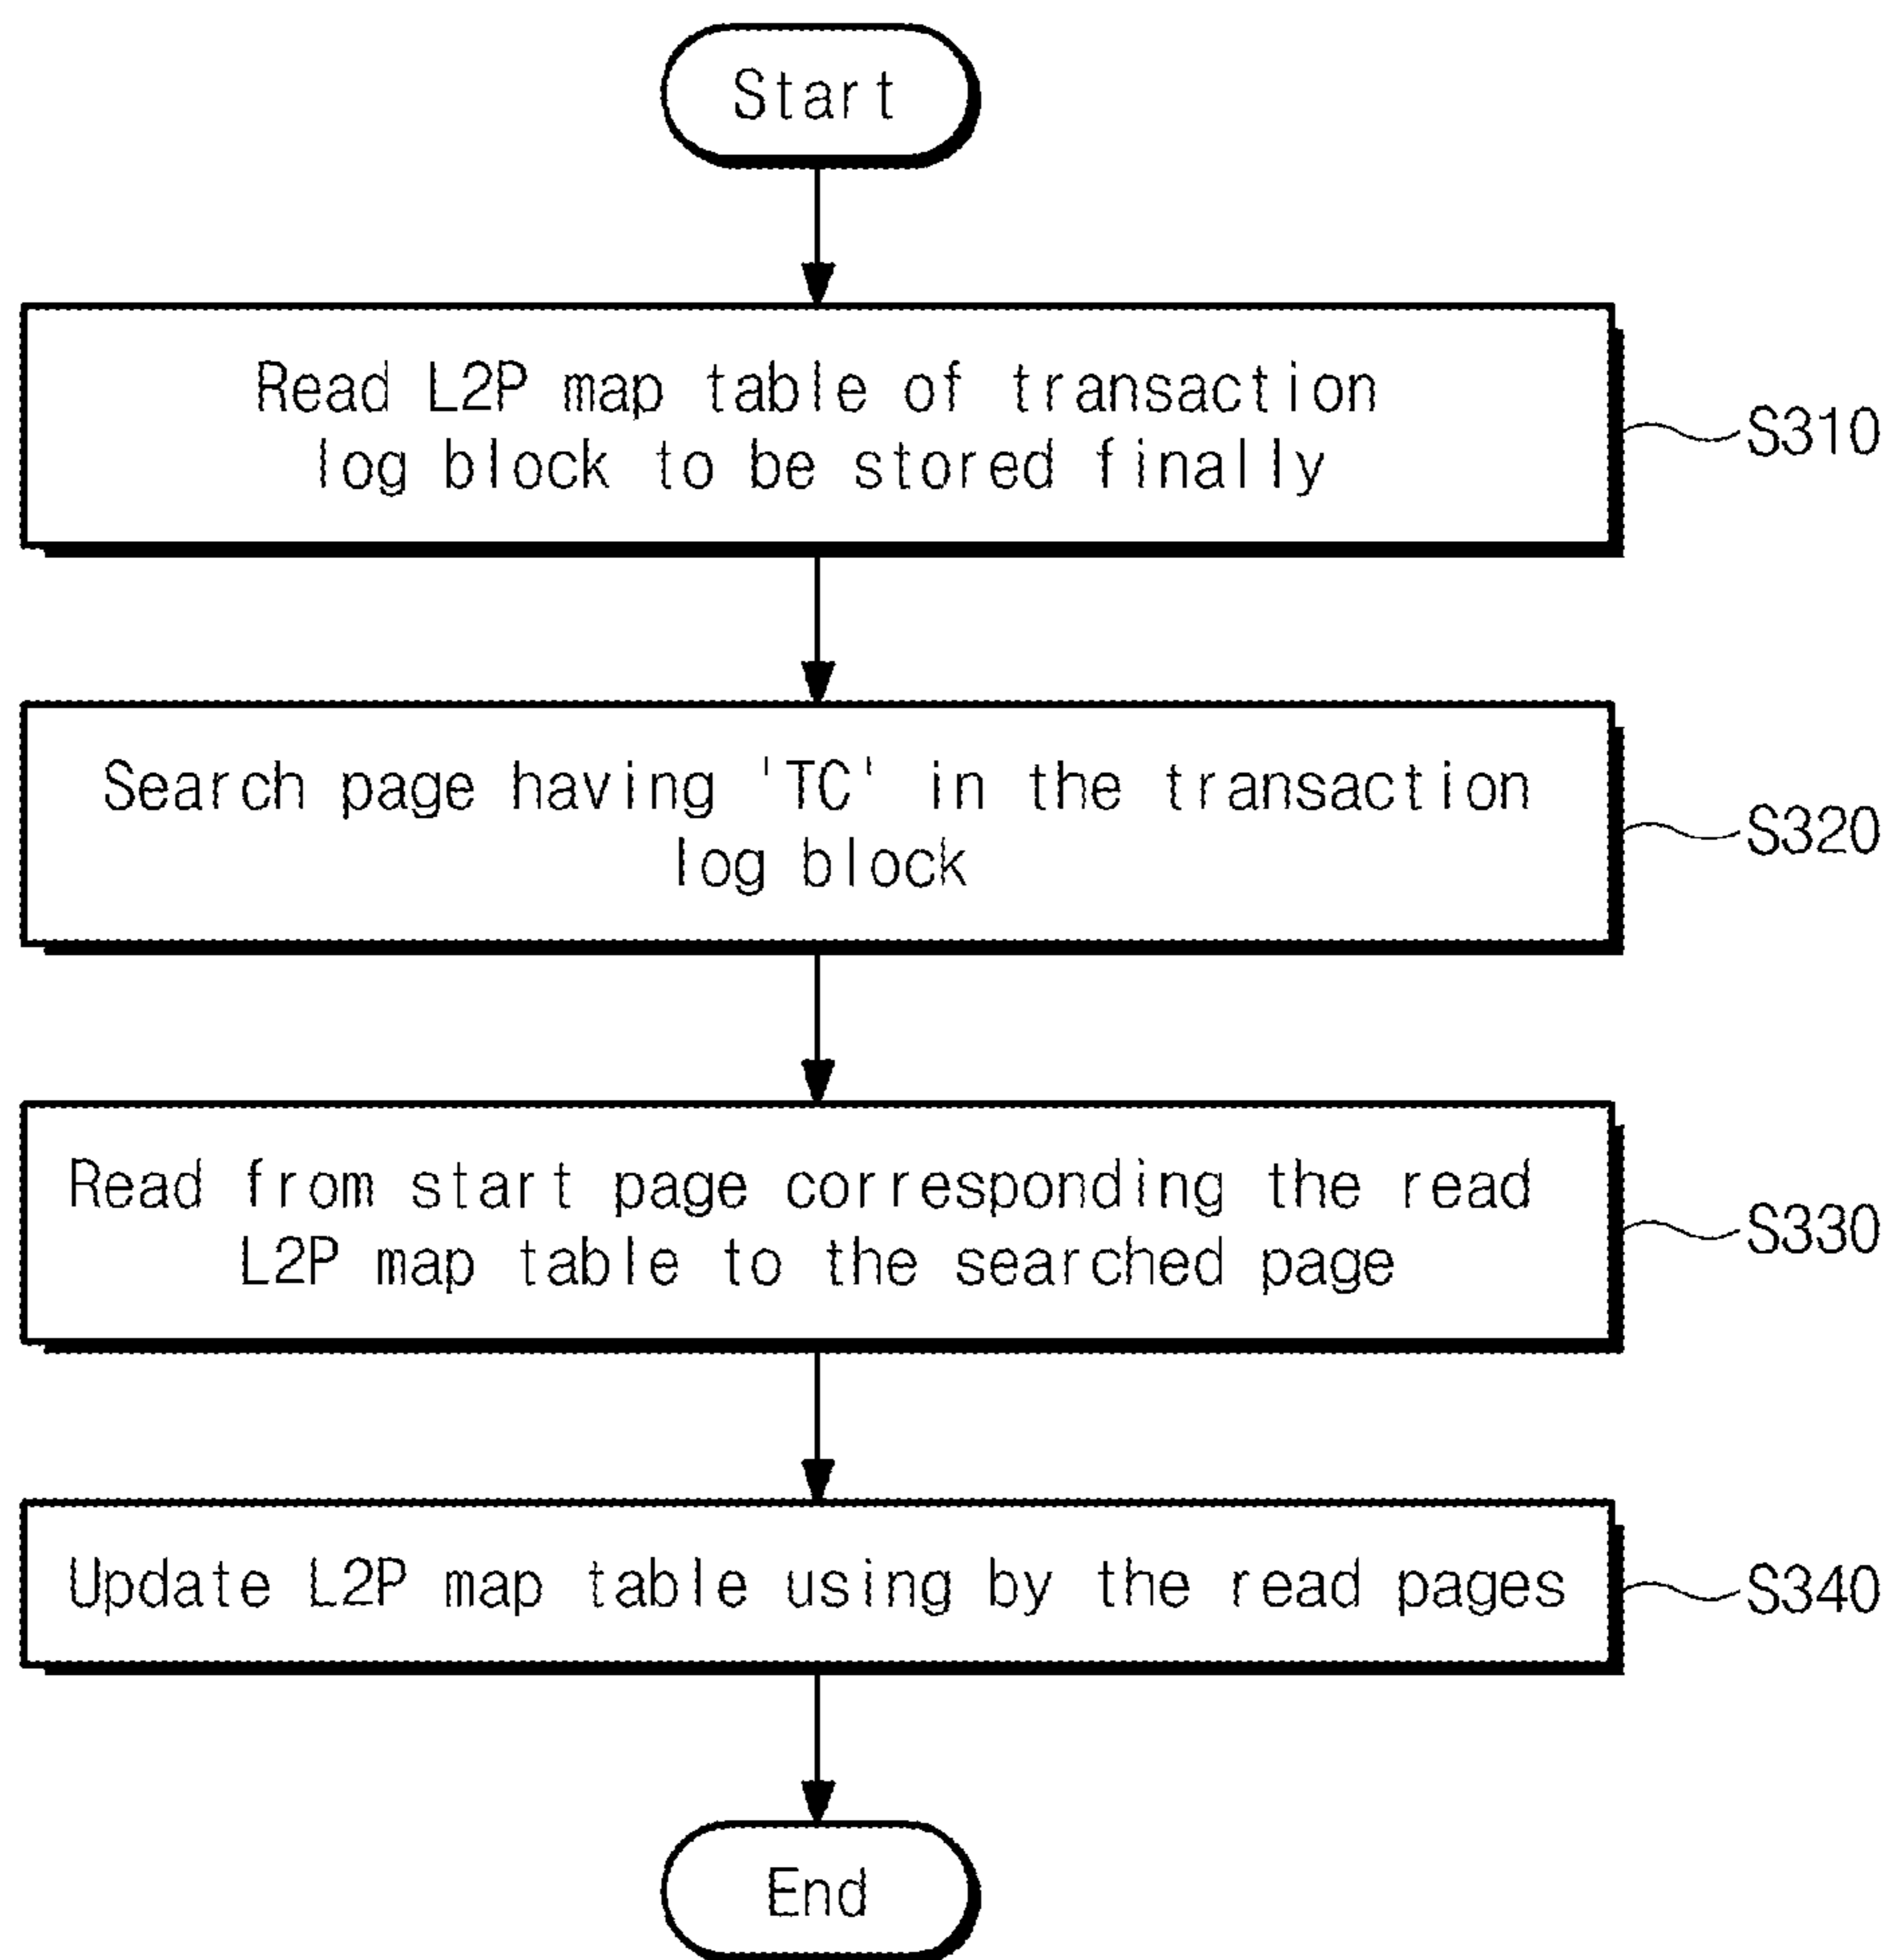 Start
Read L2P map table of transaction
log block to be stored finally
S310
Search page having 'TC' in the transaction
log block
S320
Read from start page corresponding the read
L2P map table to the searched page
S330
Update L2P map table using by the read pages
S340
End